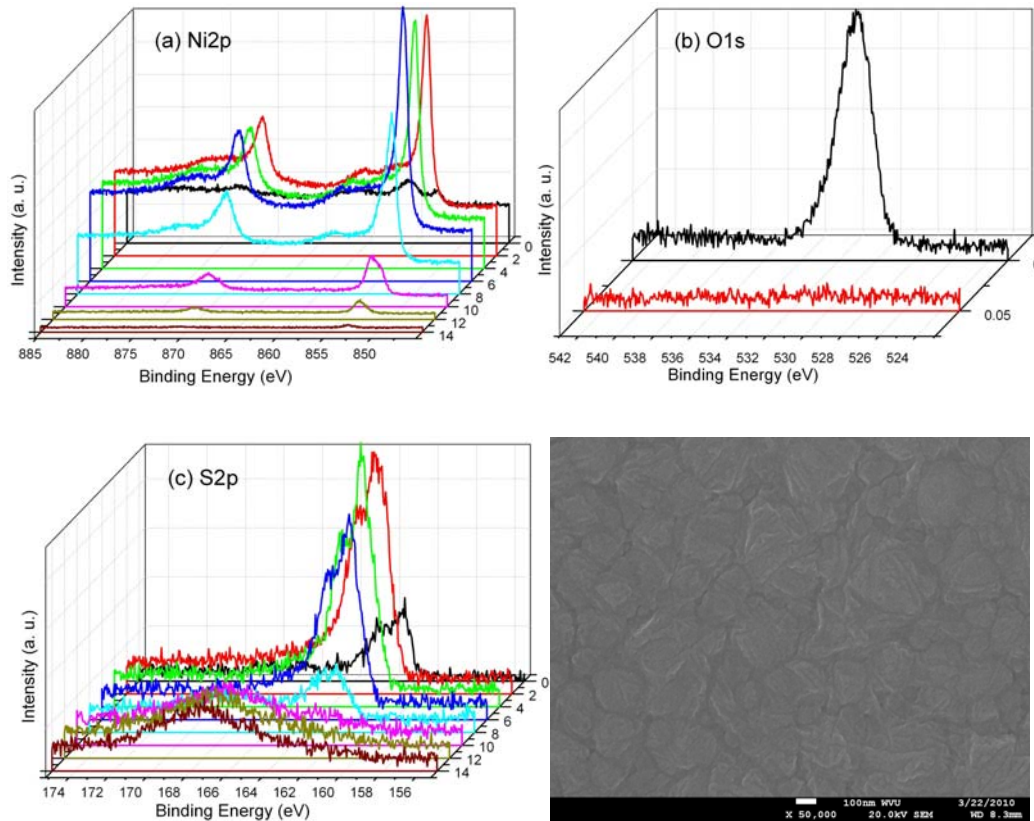 (a) Ni2p
Intensity (a. u.)
0
2
4
6
8
10
12
14
885 880 875 870 865 860 855 850
Binding Energy (eV)
(b) O1s
Intensity (a. u.)
0.05
542 540 538 536 534 532 530 528 526 524
Binding Energy (eV)
(c) S2p
Intensity (a. u.)
0
2
4
6
8
10
12
14
174 172 170 168 166 164 162 160 158 156
Binding Energy (eV)
100nm WVU 3/22/2010
X 50,000 20.0kV SEM WD 8.3mm